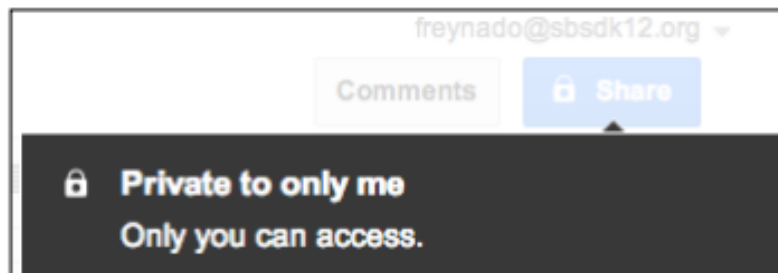 freynado@sbsdk12.org
Comments Share
Private to only me
Only you can access.